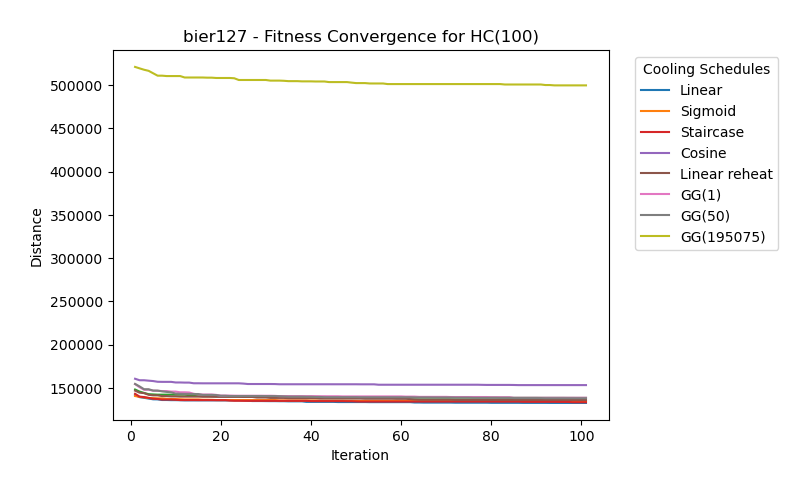 bier127 - Fitness Convergence for HC(100)
Distance
500000
450000
400000
350000
300000
250000
200000
150000
0
20
40
60
80
100
Iteration
Cooling Schedules
Linear
Sigmoid
Staircase
Cosine
Linear reheat
GG(1)
GG(50)
GG(195075)